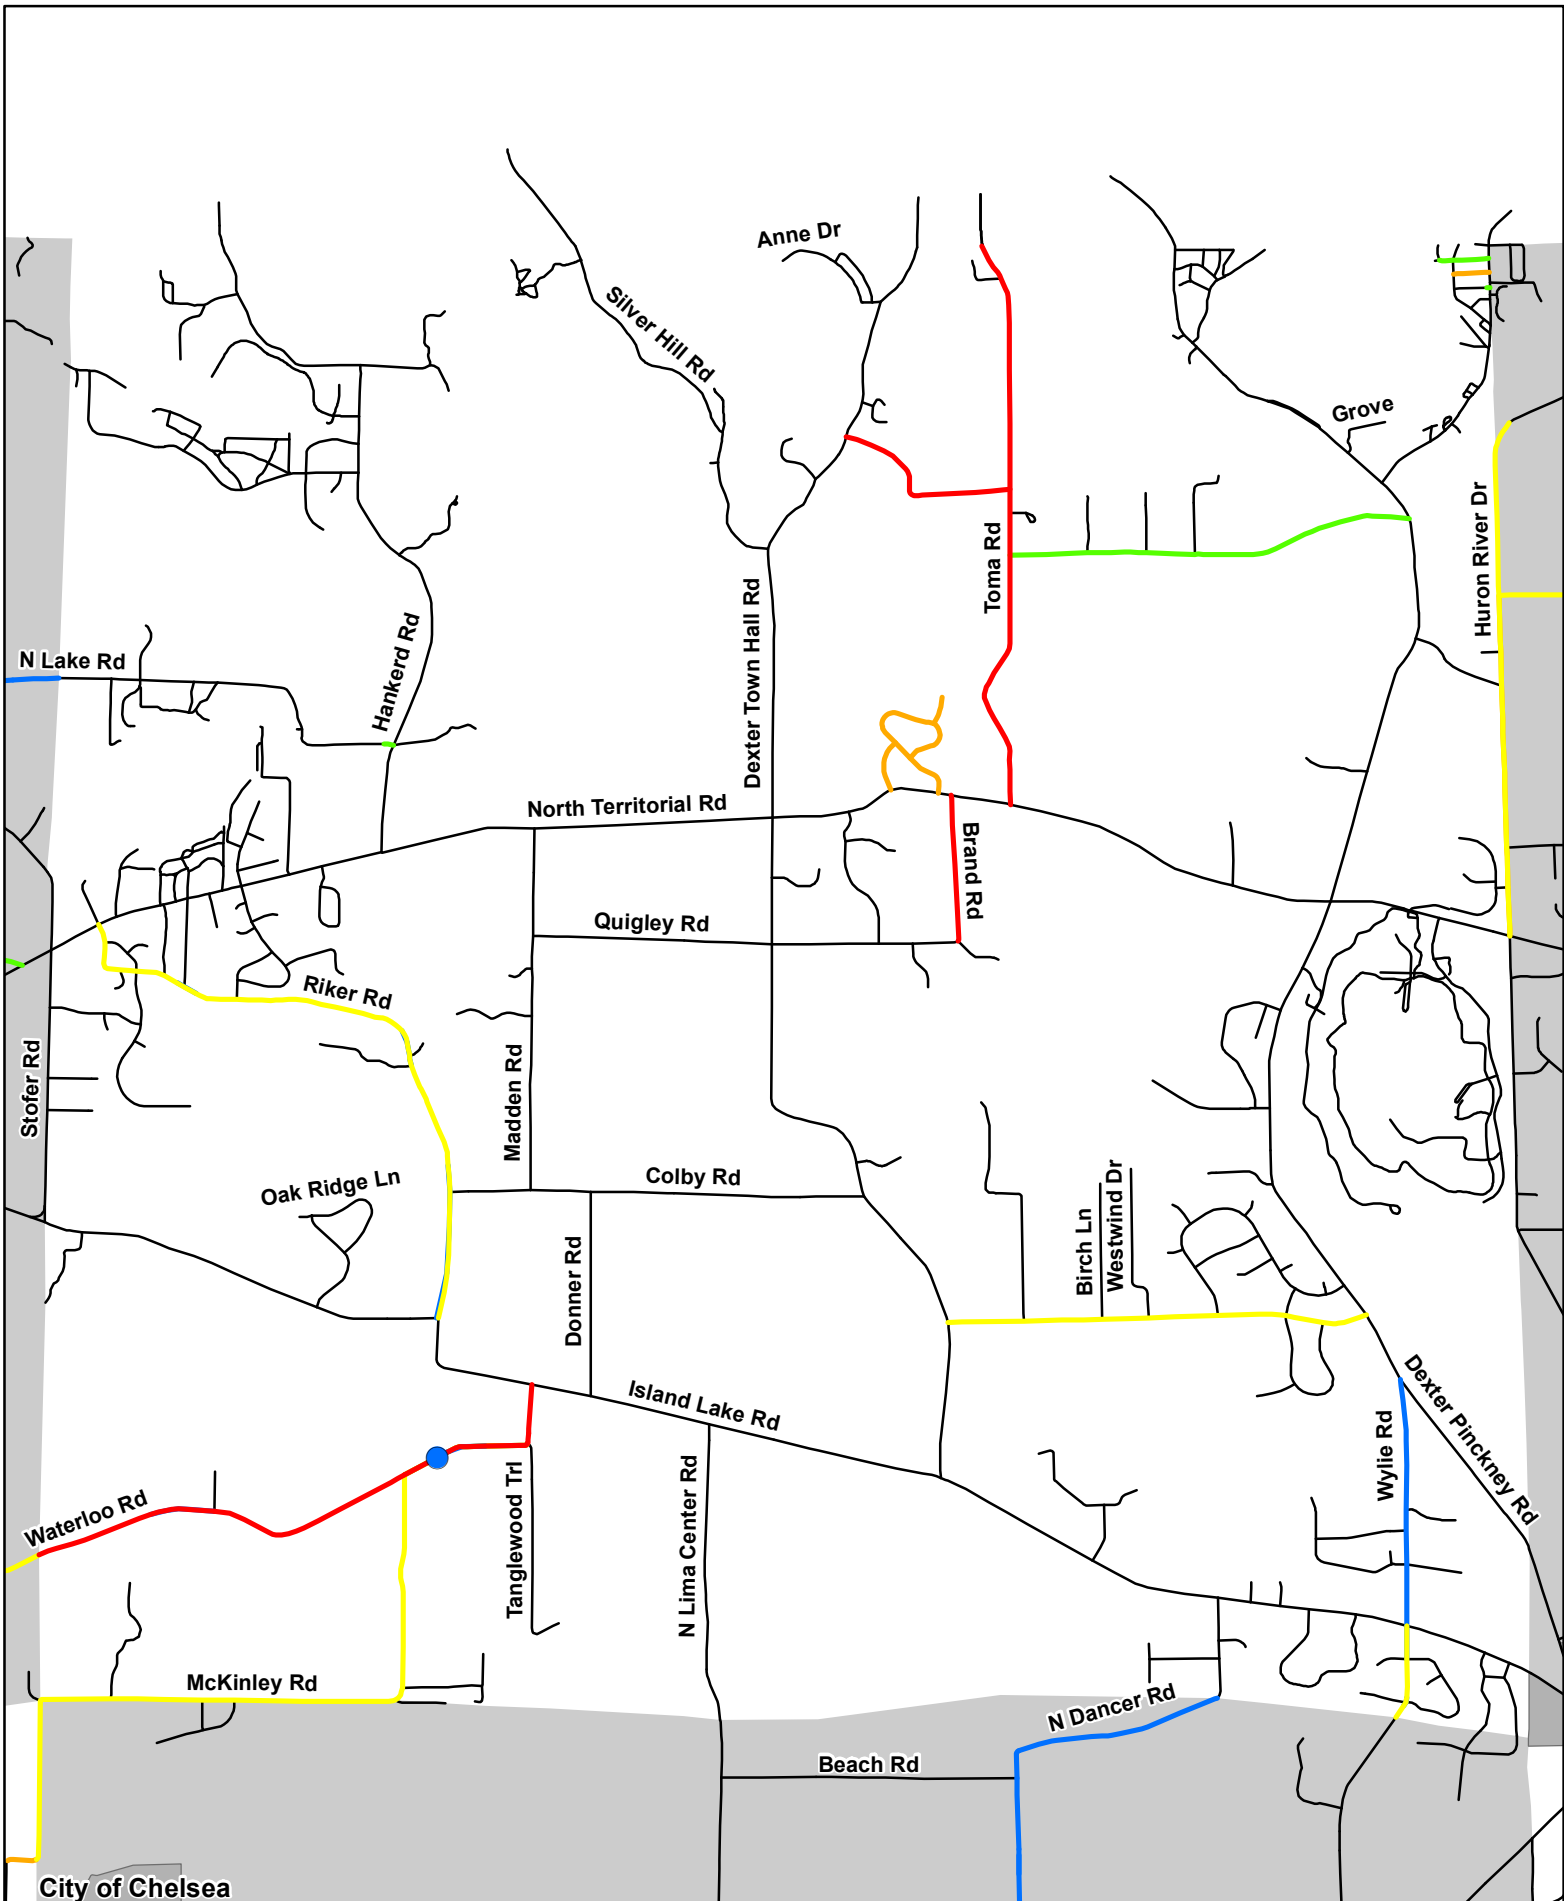 Anne Dr
Silver Hill Rd
Grove
Huron River Dr
Toma Rd
Dexter Town Hall Rd
Hankerd Rd
N Lake Rd
North Territorial Rd
Brand Rd
Quigley Rd
Riker Rd
Stofer Rd
Madden Rd
Colby Rd
Oak Ridge Ln
Westwind Dr
Birch Ln
Donner Rd
Island Lake Rd
Dexter Pinckney Rd
Wylie Rd
Waterloo Rd
Tanglewood Trl
N Lima Center Rd
McKinley Rd
N Dancer Rd
Beach Rd
City of Chelsea